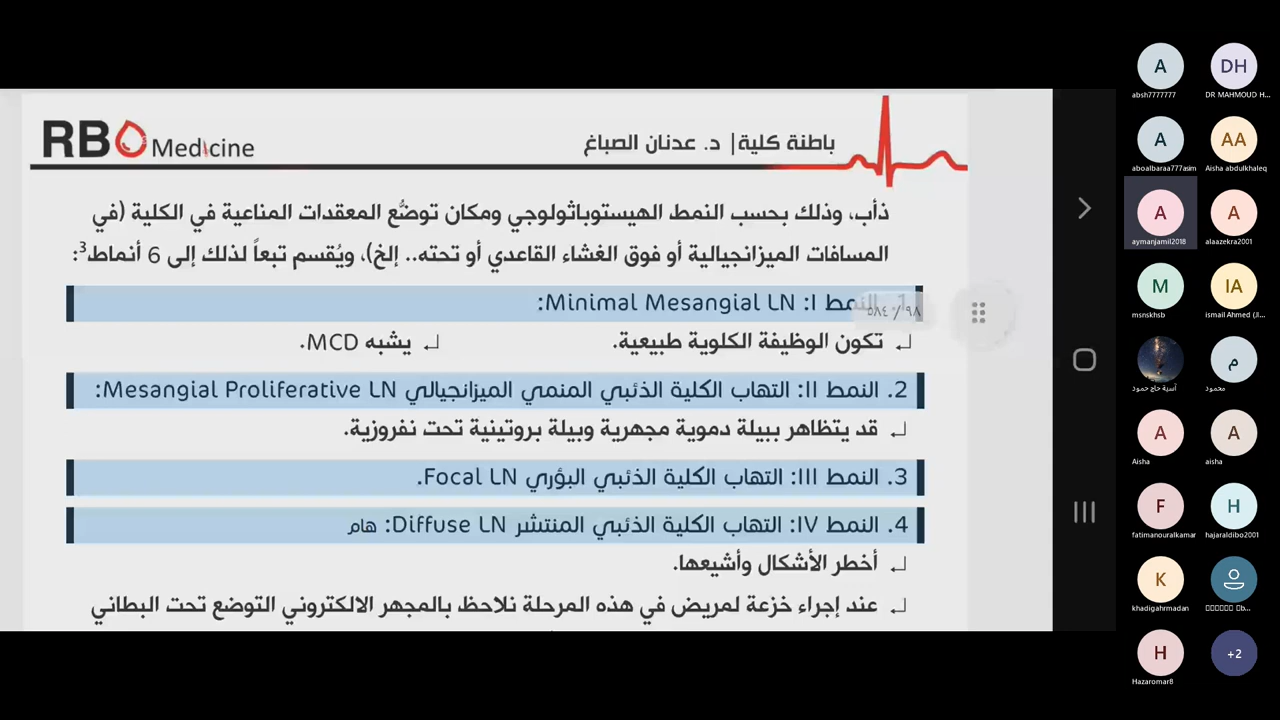 RBO Medicine
باطنة كلية | د. عدنان الصباغ
ذأب، وذلك بحسب النمط الهيستوباثولوجي ومكان توضُّع المعقدات المناعية في الكلية (في
المسافات الميزانجيالية أو فوق الغشاء القاعدي أو تحته.. إلخ)، ويُقسم تبعاً لذلك إلى 6 أنماط³:
1. النمط I: Minimal Mesangial LN:
٩٨ / ٥٨٤
↲ تكون الوظيفة الكلوية طبيعية. ↲ يشبه MCD.
2. النمط II: التهاب الكلية الذئبي المنمي الميزانجيالي Mesangial Proliferative LN:
↲ قد يتظاهر ببيلة دموية مجهرية وبيلة بروتينية تحت نفروزية.
3. النمط III: التهاب الكلية الذئبي البؤري Focal LN.
4. النمط IV: التهاب الكلية الذئبي المنتشر Diffuse LN: هام
↲ أخطر الأشكال وأشيعها.
↲ عند إجراء خزعة لمريض في هذه المرحلة نلاحظ بالمجهر الالكتروني التوضع تحت البطاني
A
absh7777777
DH
DR MAHMOUD H...
A
aboalbaraa777asim
AA
Aisha abdulkhaleq
A
aymanjamil2018
A
alaazekra2001
M
msnskhsb
IA
ismail Ahmed (...
آسية حاج حمود
م
محمود
A
Aisha
A
aisha
F
fatimanouralkamar
H
hajaraldibo2001
K
khadigahrmadan
H
Hazaromar8
+2